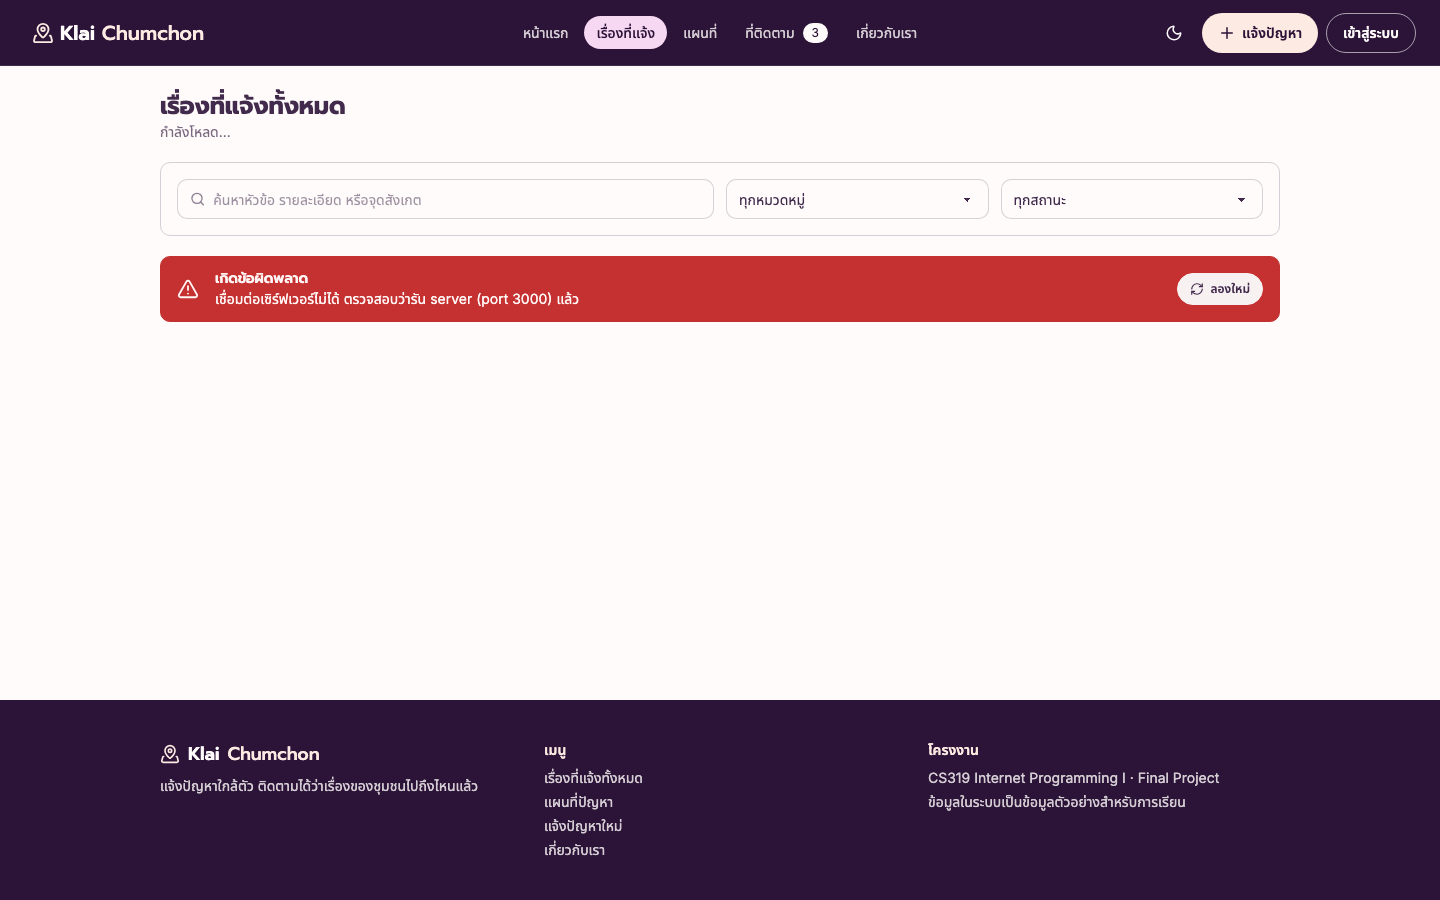 Klai Chumchon
หน้าแรก
เรื่องที่แจ้ง
แผนที่
ที่ติดตาม 3
เกี่ยวกับเรา
แจ้งปัญหา
เข้าสู่ระบบ
เรื่องที่แจ้งทั้งหมด
กำลังโหลด...
ค้นหาหัวข้อ รายละเอียด หรือจุดสังเกต
ทุกหมวดหมู่
ทุกสถานะ
เกิดข้อผิดพลาด
เชื่อมต่อเซิร์ฟเวอร์ไม่ได้ ตรวจสอบว่ารัน server (port 3000) แล้ว
ลองใหม่
Klai Chumchon
แจ้งปัญหาใกล้ตัว ติดตามได้ว่าเรื่องของชุมชนไปถึงไหนแล้ว
เมนู
เรื่องที่แจ้งทั้งหมด
แผนที่ปัญหา
แจ้งปัญหาใหม่
เกี่ยวกับเรา
โครงงาน
CS319 Internet Programming I · Final Project
ข้อมูลในระบบเป็นข้อมูลตัวอย่างสำหรับการเรียน